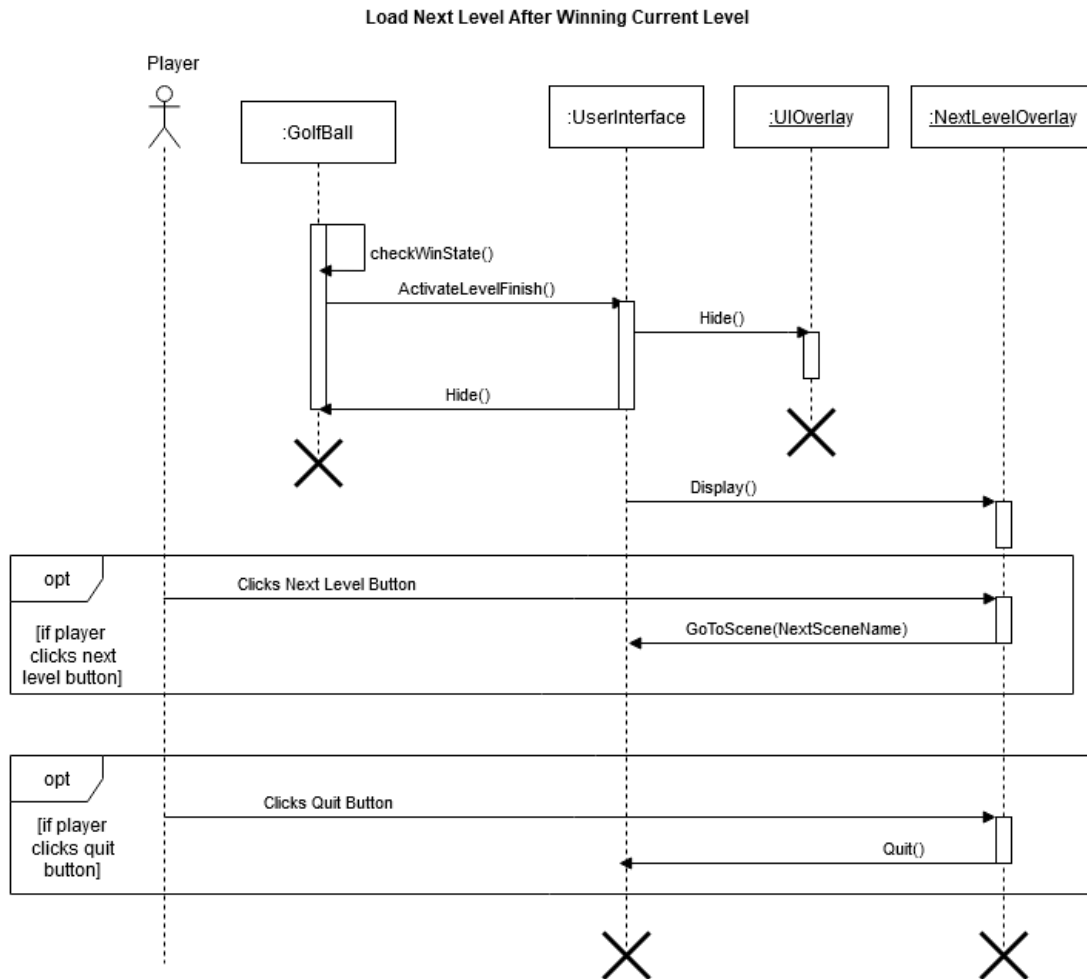 Load Next Level After Winning Current Level
Player
:GolfBall
:UserInterface
:UIOverlay
:NextLevelOverlay
checkWinState()
ActivateLevelFinish()
Hide()
Hide()
Display()
opt
Clicks Next Level Button
[if player
clicks next
level button]
GoToScene(NextSceneName)
opt
Clicks Quit Button
[if player
clicks quit
button]
Quit()